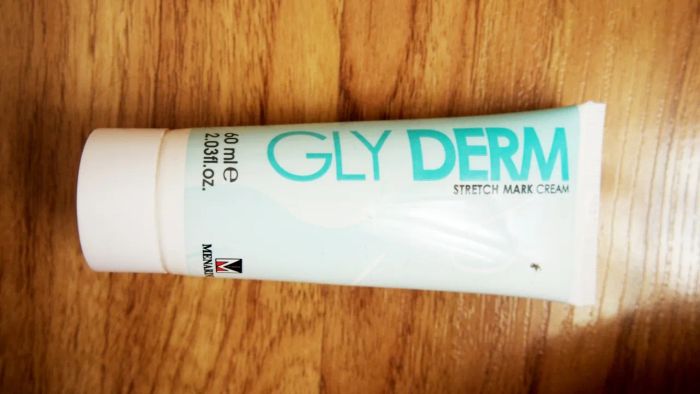 GLY DERM
STRETCH MARK CREAM
60 ml e
2.03fl.oz.
M